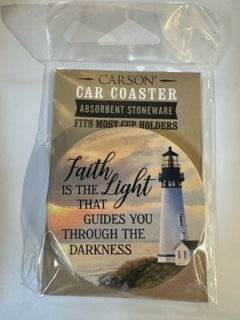 CARSON®
CAR COASTER
ABSORBENT STONEWARE
FITS MOST CUP HOLDERS
Faith
IS THE Light
THAT
GUIDES YOU
THROUGH THE
DARKNESS